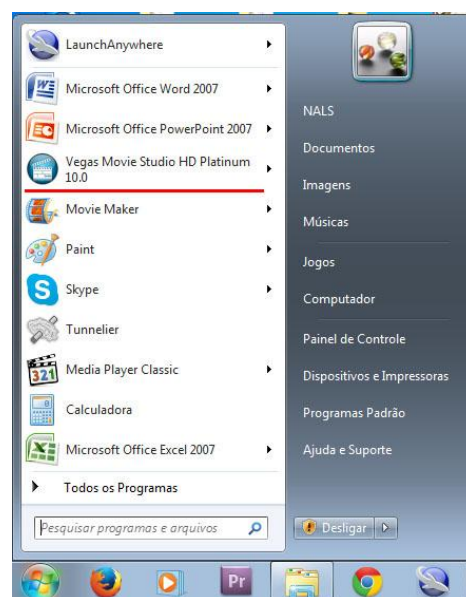 LaunchAnywhere
Microsoft Office Word 2007
Microsoft Office PowerPoint 2007
Vegas Movie Studio HD Platinum
10.0
Movie Maker
Paint
Skype
Tunnelier
Media Player Classic
Calculadora
Microsoft Office Excel 2007
Todos os Programas
Pesquisar programas e arquivos
NALS
Documentos
Imagens
Músicas
Jogos
Computador
Painel de Controle
Dispositivos e Impressoras
Programas Padrão
Ajuda e Suporte
Desligar
321
Pr